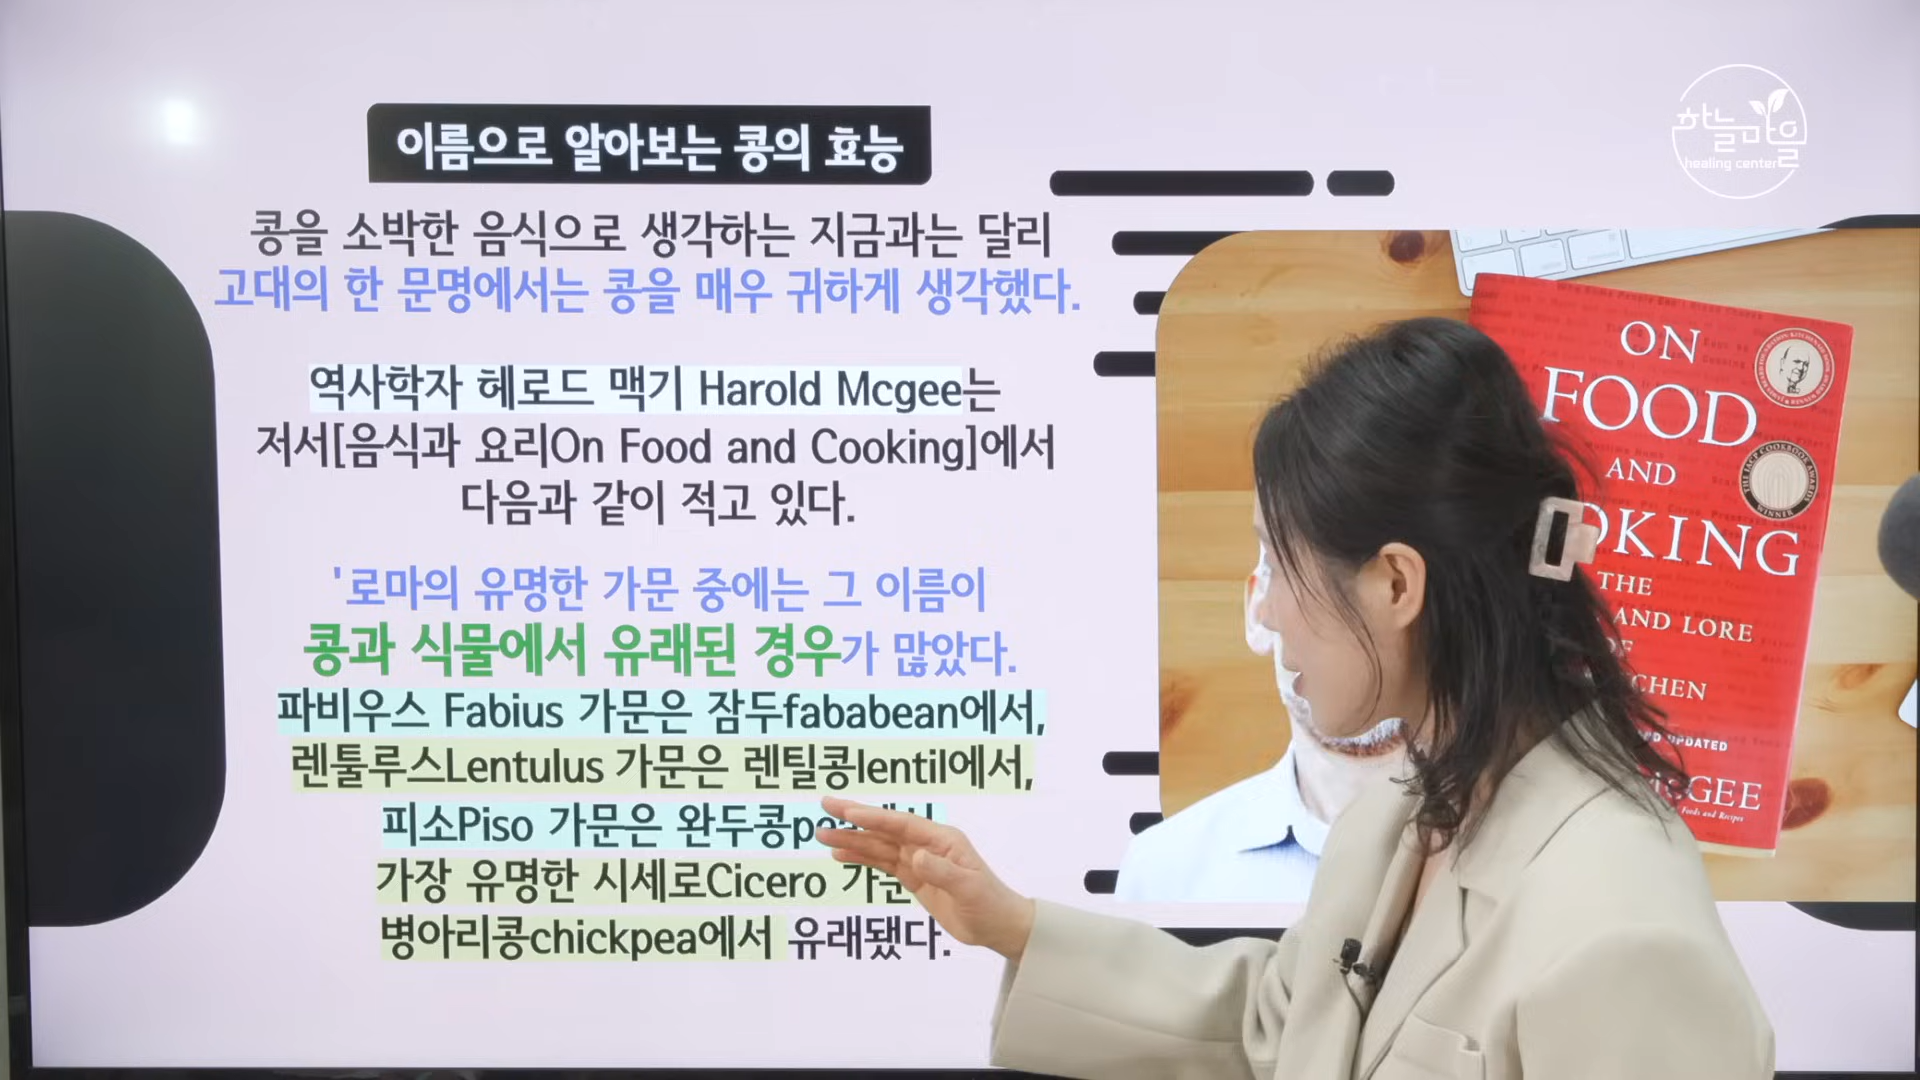 하늘마을
healing center
이름으로 알아보는 콩의 효능
콩을 소박한 음식으로 생각하는 지금과는 달리
고대의 한 문명에서는 콩을 매우 귀하게 생각했다.
역사학자 헤로드 맥기 Harold Mcgee는
저서[음식과 요리On Food and Cooking]에서
다음과 같이 적고 있다.
'로마의 유명한 가문 중에는 그 이름이
콩과 식물에서 유래된 경우가 많았다.
파비우스 Fabius 가문은 잠두fababean에서,
렌툴루스Lentulus 가문은 렌틸콩lentil에서,
피소Piso 가문은 완두콩
가장 유명한 시세로Cicero 가문
병아리콩chickpea에서 유래됐다.
ON
FOOD
AND
OKING
THE
AND LORE
CHEN
UPDATED
McGEE
WINNER